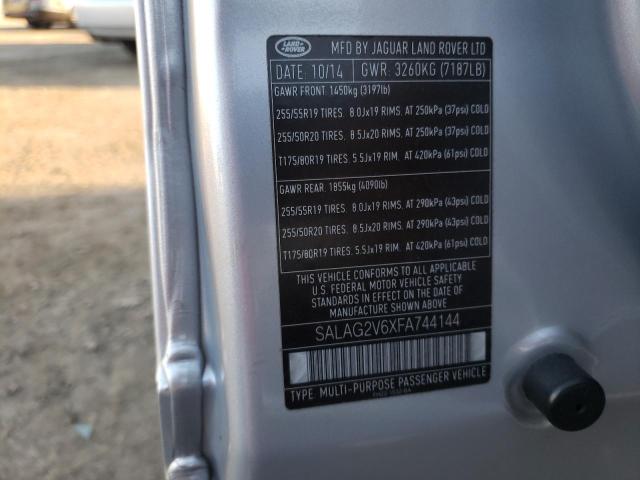 LAND ROVER
MFD BY JAGUAR LAND ROVER LTD
DATE: 10/14 GWR: 3260KG (7187LB)
GAWR FRONT: 1450kg (3197lb)
255/55R19 TIRES. 8.0Jx19 RIMS. AT 250kPa (37psi) COLD
255/50R20 TIRES. 8.5Jx20 RIMS. AT 250kPa (37psi) COLD
T175/80R19 TIRES. 5.5Jx19 RIM. AT 420kPa (61psi) COLD
GAWR REAR. 1855kg (4090lb)
255/55R19 TIRES. 8.0Jx19 RIMS. AT 290kPa (43psi) COLD
255/50R20 TIRES. 8.5Jx20 RIMS. AT 290kPa (43psi) COLD
T175/80R19 TIRES. 5.5Jx19 RIM. AT 420kPa (61psi) COLD
THIS VEHICLE CONFORMS TO ALL APPLICABLE
U.S. FEDERAL MOTOR VEHICLE SAFETY
STANDARDS IN EFFECT ON THE DATE OF
MANUFACTURE SHOWN ABOVE
SALAG2V6XFA744144
TYPE: MULTI-PURPOSE PASSENGER VEHICLE